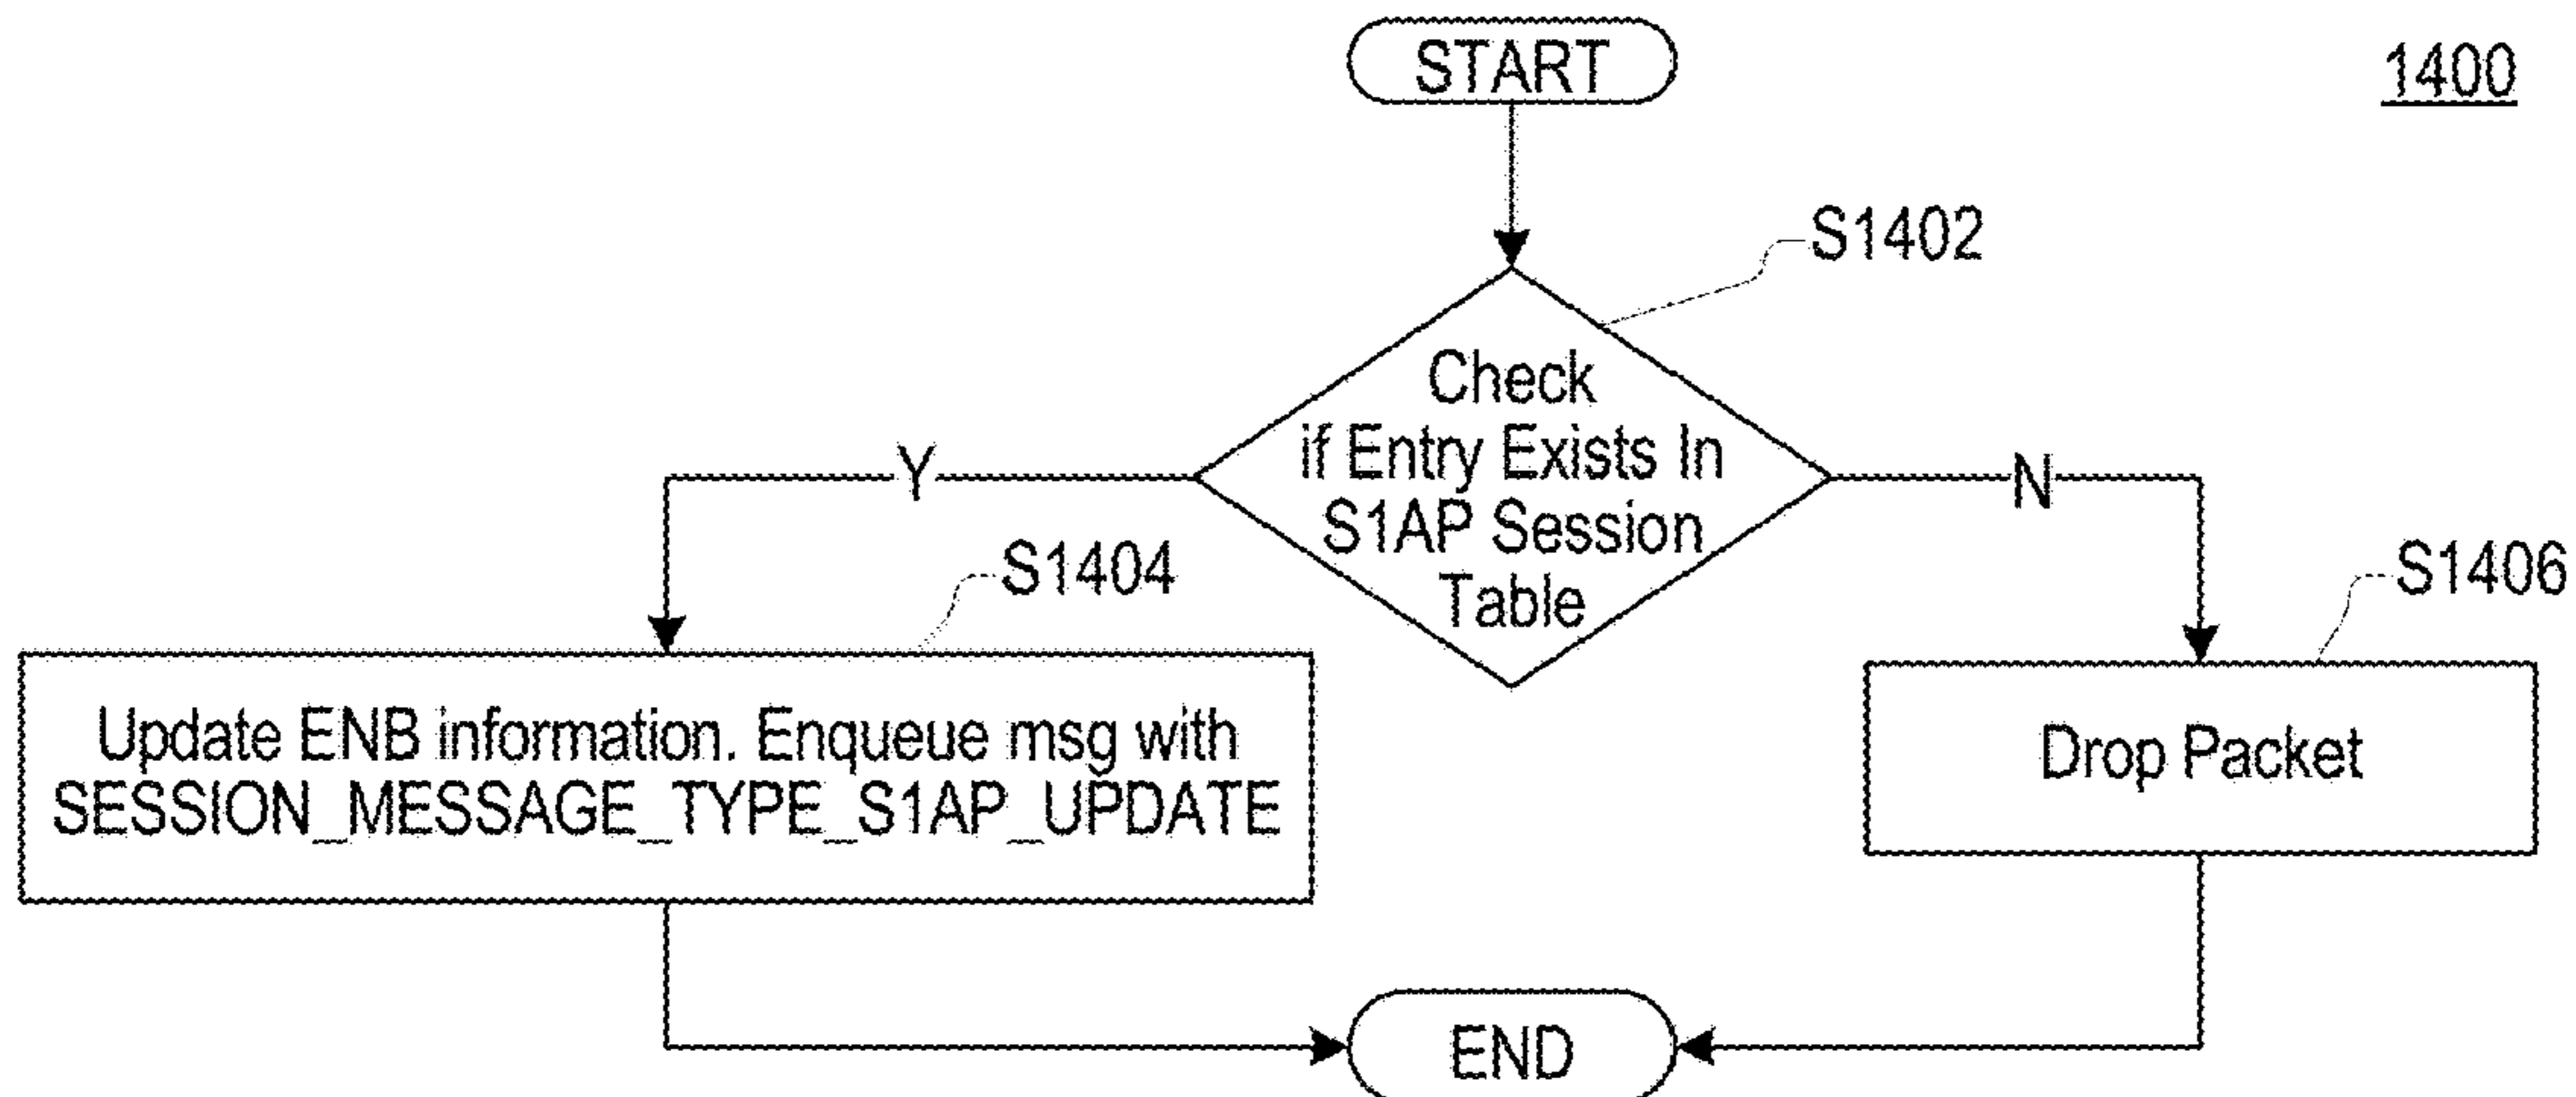 START
1400
S1402
Check
if Entry Exists In
S1AP Session
Table
Y
N
S1404
S1406
Update ENB information. Enqueue msg with
SESSION_MESSAGE_TYPE_S1AP_UPDATE
Drop Packet
END